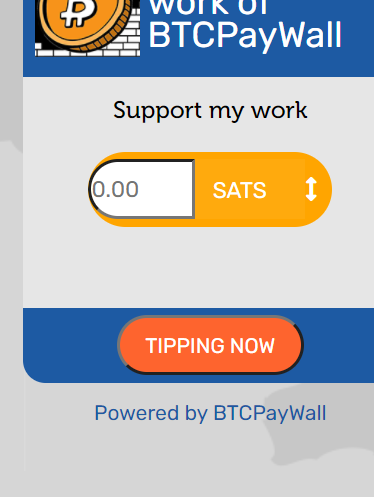 work of
BTCPayWall
Support my work
0.00 SATS
TIPPING NOW
Powered by BTCPayWall